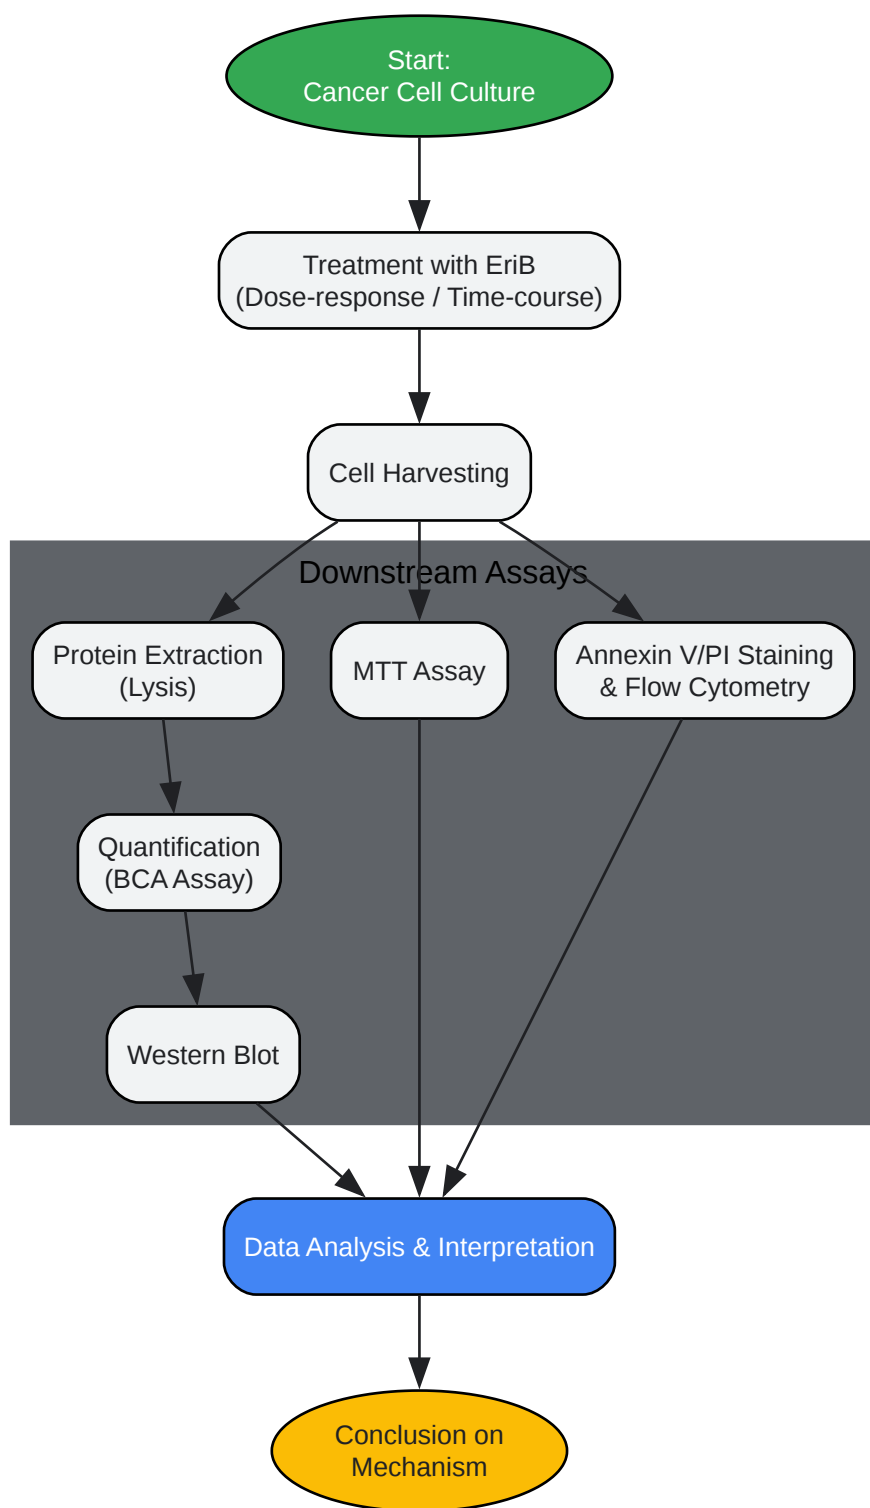 Start:
Cancer Cell Culture
Treatment with EriB
(Dose-response / Time-course)
Cell Harvesting
Downstream Assays
Protein Extraction
(Lysis)
MTT Assay
Annexin V/PI Staining
& Flow Cytometry
Quantification
(BCA Assay)
Western Blot
Data Analysis & Interpretation
Conclusion on
Mechanism